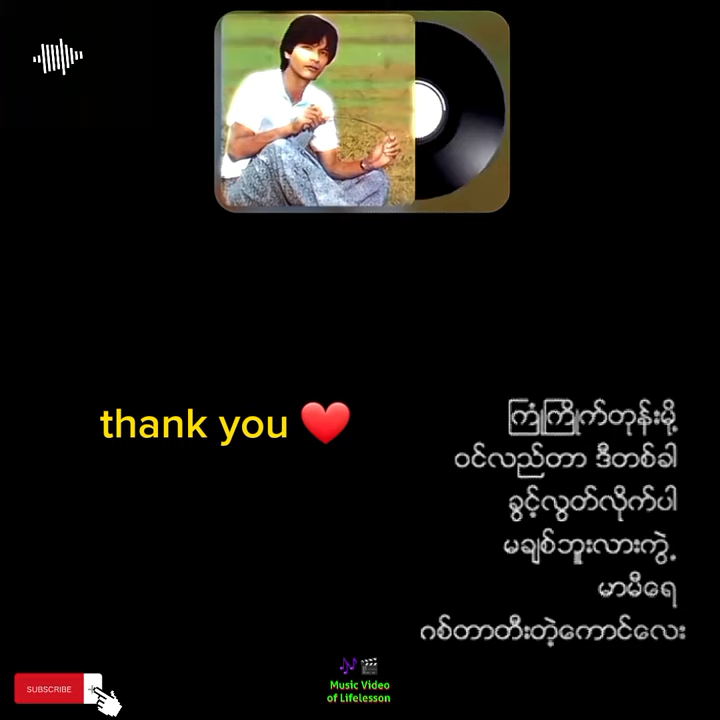 thank you ❤️
ကြုံကြိုက်တုန်းမို့
ဝင်လည်တာ ဒီတစ်ခါ
ခွင့်လွှတ်လိုက်ပါ
မချစ်ဘူးလားကွဲ့
မာမီရေ
ဂစ်တာတီးတဲ့ကောင်လေး
SUBSCRIBE
Music Video
of Lifelesson